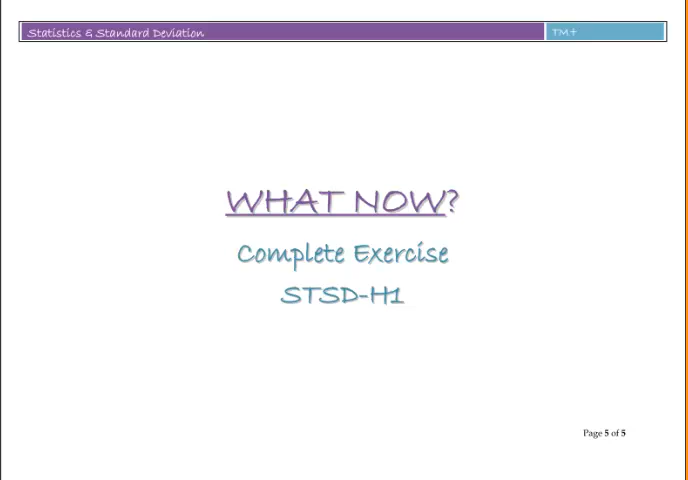 Statistics & Standard Deviation TM+
WHAT NOW?
Complete Exercise
STSD-H1
Page 5 of 5